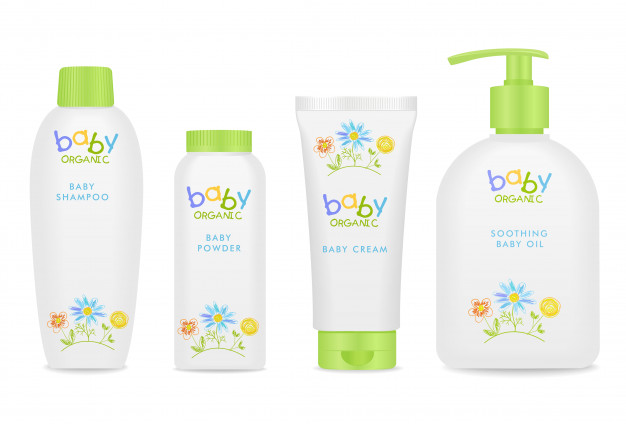 baby
ORGANIC
BABY
SHAMPOO
baby
ORGANIC
BABY
POWDER
baby
ORGANIC
BABY CREAM
baby
ORGANIC
SOOTHING
BABY OIL